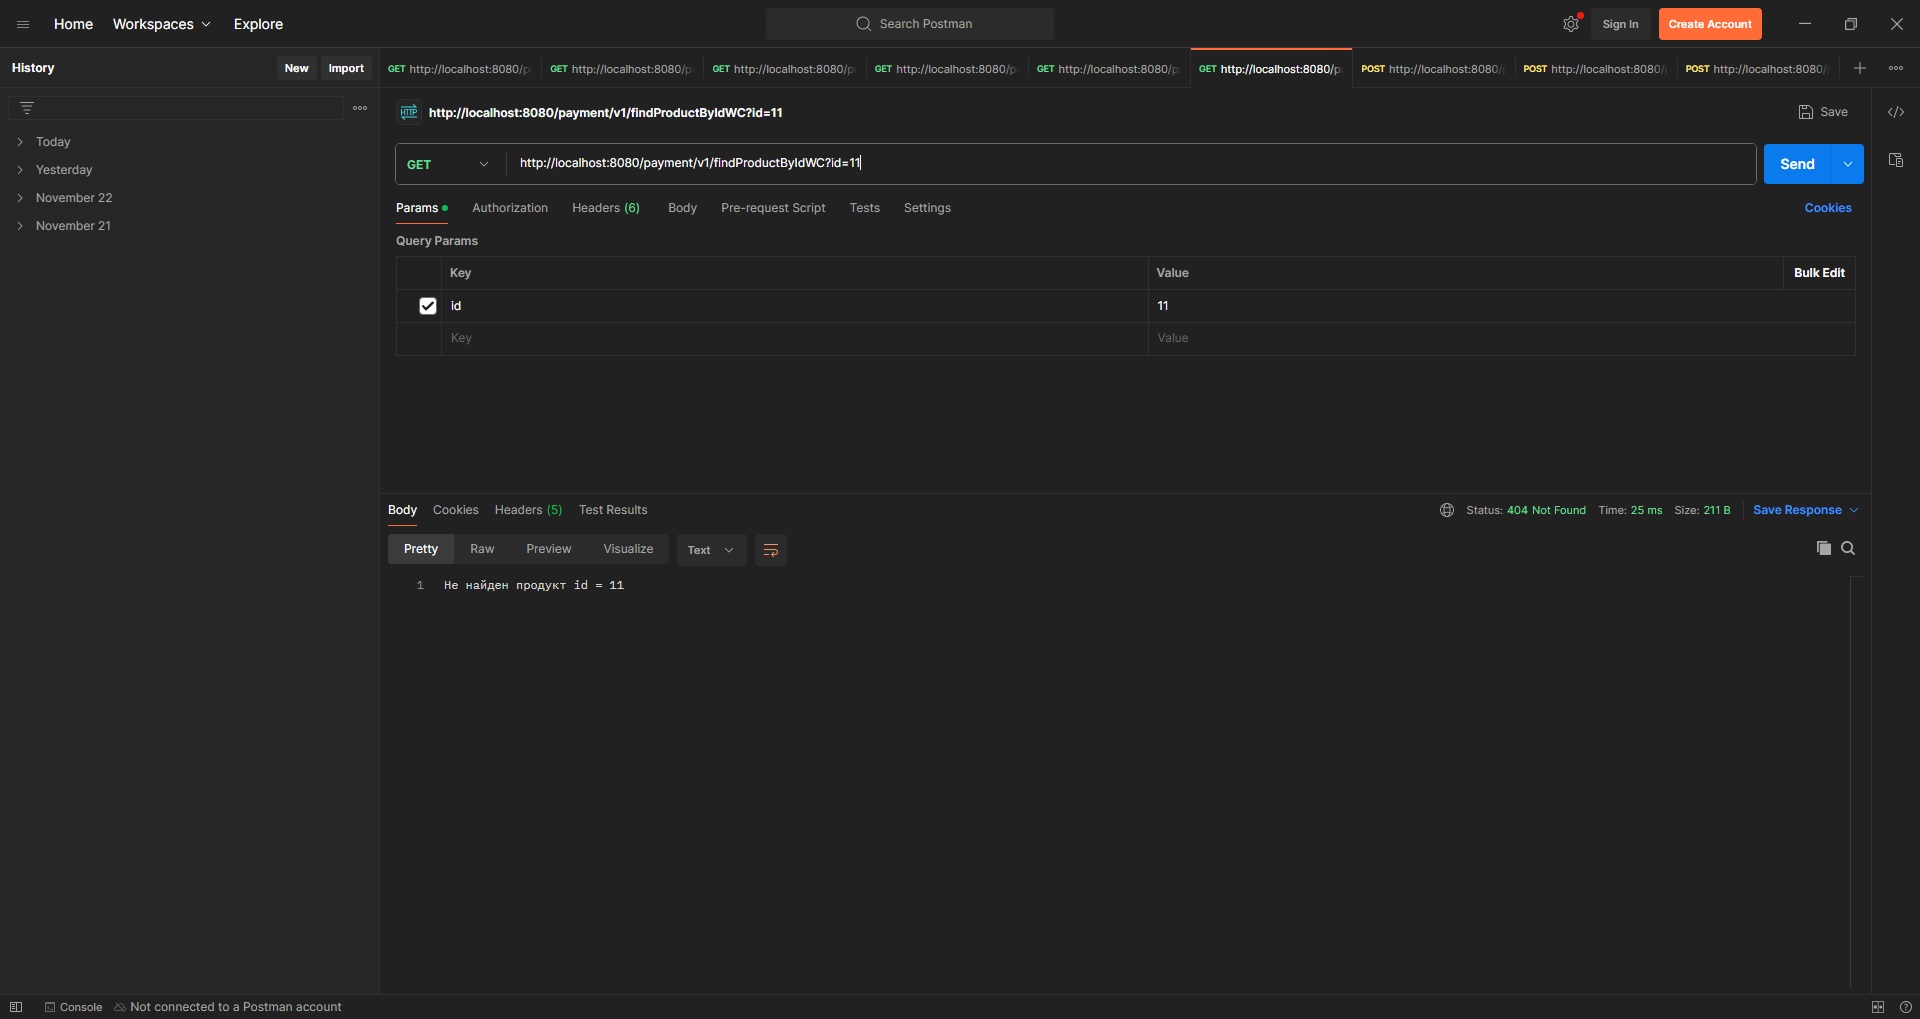 Home Workspaces Explore Search Postman Sign In Create Account
History New Import
GET http://localhost:8080/p GET http://localhost:8080/p GET http://localhost:8080/p GET http://localhost:8080/p GET http://localhost:8080/p GET http://localhost:8080/p POST http://localhost:8080/ POST http://localhost:8080/ POST http://localhost:8080/
HTTP http://localhost:8080/payment/v1/findProductByIdWC?id=11 Save
Today
Yesterday
November 22
November 21
GET http://localhost:8080/payment/v1/findProductByIdWC?id=11 Send
Params Authorization Headers (6) Body Pre-request Script Tests Settings Cookies
Query Params
Key Value Bulk Edit
id 11
Key Value
Body Cookies Headers (5) Test Results Status: 404 Not Found Time: 25 ms Size: 211 B Save Response
Pretty Raw Preview Visualize Text
1 Не найден продукт id = 11
Console Not connected to a Postman account